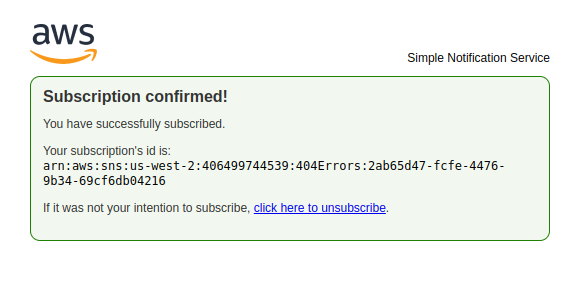 aws
Simple Notification Service
Subscription confirmed!
You have successfully subscribed.
Your subscription's id is:
arn:aws:sns:us-west-2:406499744539:404Errors:2ab65d47-fcfe-4476-
9b34-69cf6db04216
If it was not your intention to subscribe, click here to unsubscribe.